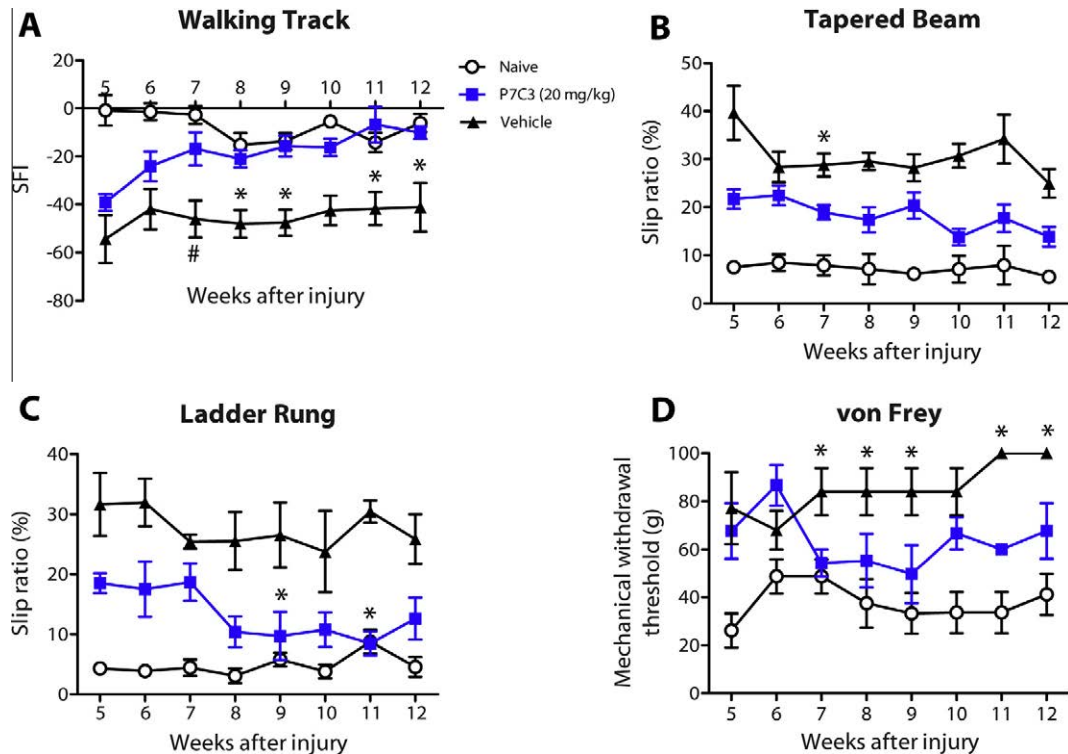 A
Walking Track
20
0
-20
-40
-60
-80
SFI
5 6 7 8 9 10 11 12
* * * *
#
Weeks after injury
Naive
P7C3 (20 mg/kg)
Vehicle
B
Tapered Beam
50
40
30
20
10
0
Slip ratio (%)
*
5 6 7 8 9 10 11 12
Weeks after injury
C
Ladder Rung
40
30
20
10
0
Slip ratio (%)
* *
5 6 7 8 9 10 11 12
Weeks after injury
D
von Frey
100
80
60
40
20
0
Mechanical withdrawal
threshold (g)
* * * * *
5 6 7 8 9 10 11 12
Weeks after injury